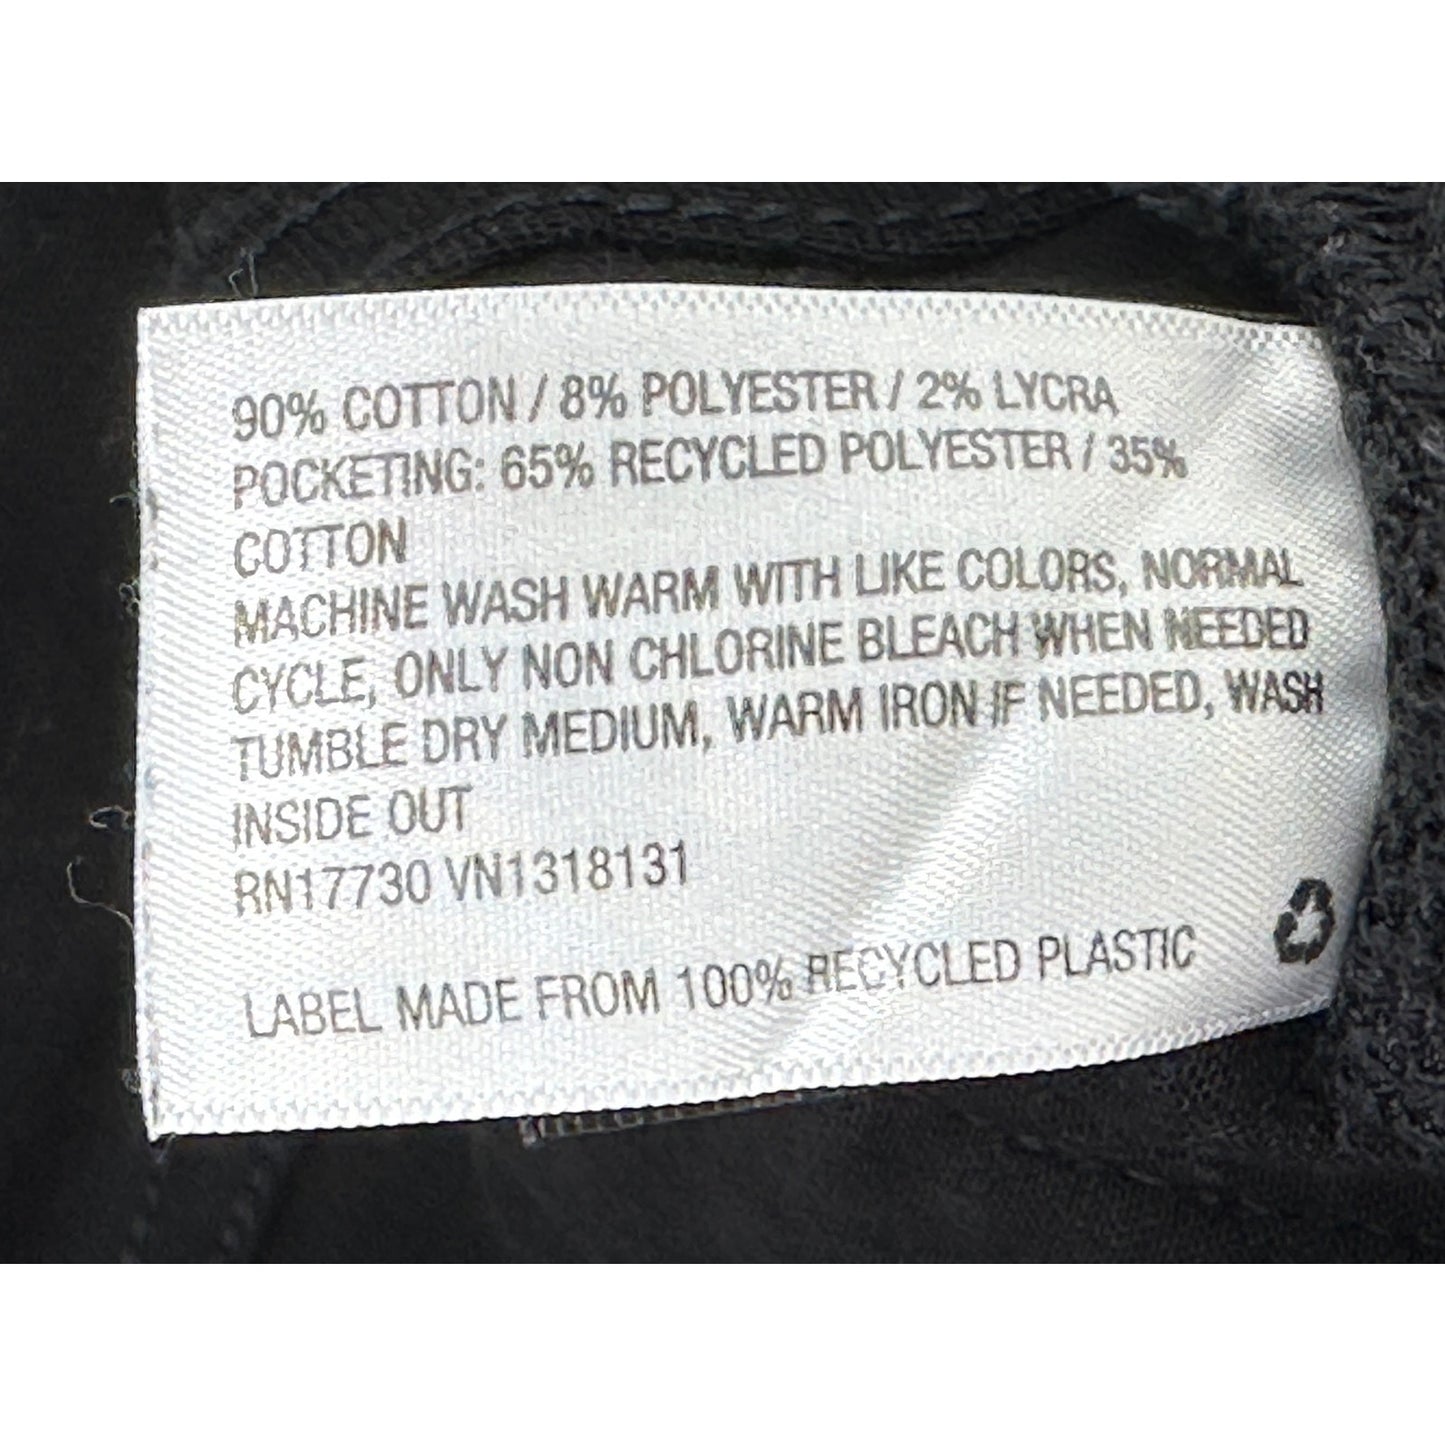 90% COTTON / 8% POLYESTER / 2% LYCRA
POCKETING: 65% RECYCLED POLYESTER / 35%
COTTON
MACHINE WASH WARM WITH LIKE COLORS, NORMAL
CYCLE, ONLY NON CHLORINE BLEACH WHEN NEEDED
TUMBLE DRY MEDIUM, WARM IRON IF NEEDED, WASH
INSIDE OUT
RN17730 VN1318131
LABEL MADE FROM 100% RECYCLED PLASTIC